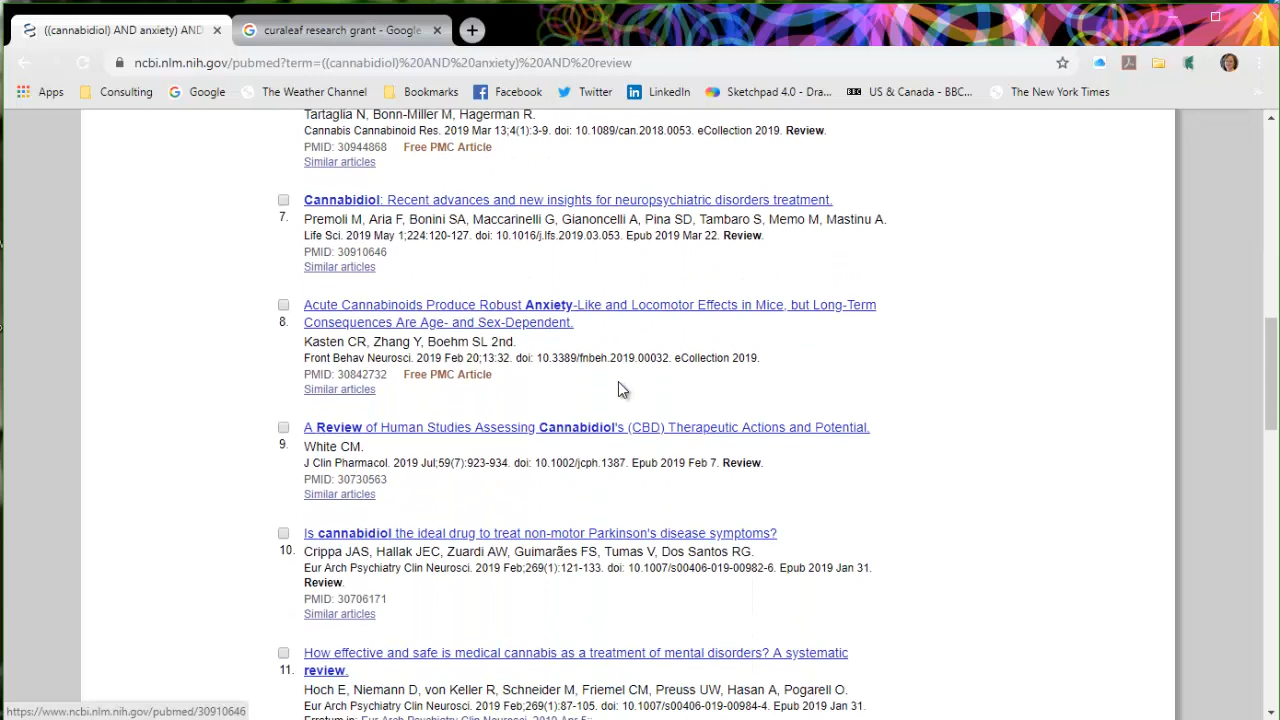 ((cannabidiol) AND anxiety) AND
curaleaf research grant - Google
ncbi.nlm.nih.gov/pubmed?term=((cannabidiol)%20AND%20anxiety)%20AND%20review
Apps Consulting Google The Weather Channel Bookmarks Facebook Twitter LinkedIn Sketchpad 4.0 - Dra... US & Canada - BBC... The New York Times
Tartaglia N, Bonn-Miller M, Hagerman R.
Cannabis Cannabinoid Res. 2019 Mar 13;4(1):3-9. doi: 10.1089/can.2018.0053. eCollection 2019. Review.
PMID: 30944868 Free PMC Article
Similar articles
Cannabidiol: Recent advances and new insights for neuropsychiatric disorders treatment.
7. Premoli M, Aria F, Bonini SA, Maccarinelli G, Gianoncelli A, Pina SD, Tambaro S, Memo M, Mastinu A.
Life Sci. 2019 May 1;224:120-127. doi: 10.1016/j.lfs.2019.03.053. Epub 2019 Mar 22. Review.
PMID: 30910646
Similar articles
Acute Cannabinoids Produce Robust Anxiety-Like and Locomotor Effects in Mice, but Long-Term
8. Consequences Are Age- and Sex-Dependent.
Kasten CR, Zhang Y, Boehm SL 2nd.
Front Behav Neurosci. 2019 Feb 20;13:32. doi: 10.3389/fnbeh.2019.00032. eCollection 2019.
PMID: 30842732 Free PMC Article
Similar articles
A Review of Human Studies Assessing Cannabidiol's (CBD) Therapeutic Actions and Potential.
9. White CM.
J Clin Pharmacol. 2019 Jul;59(7):923-934. doi: 10.1002/jcph.1387. Epub 2019 Feb 7. Review.
PMID: 30730563
Similar articles
Is cannabidiol the ideal drug to treat non-motor Parkinson's disease symptoms?
10. Crippa JAS, Hallak JEC, Zuardi AW, Guimarães FS, Tumas V, Dos Santos RG.
Eur Arch Psychiatry Clin Neurosci. 2019 Feb;269(1):121-133. doi: 10.1007/s00406-019-00982-6. Epub 2019 Jan 31.
Review.
PMID: 30706171
Similar articles
How effective and safe is medical cannabis as a treatment of mental disorders? A systematic
11. review.
Hoch E, Niemann D, von Keller R, Schneider M, Friemel CM, Preuss UW, Hasan A, Pogarell O.
Eur Arch Psychiatry Clin Neurosci. 2019 Feb;269(1):87-105. doi: 10.1007/s00406-019-00984-4. Epub 2019 Jan 31.
Erratum in: Eur Arch Psychiatry Clin Neurosci. 2019 Apr 5;:
https://www.ncbi.nlm.nih.gov/pubmed/30910646